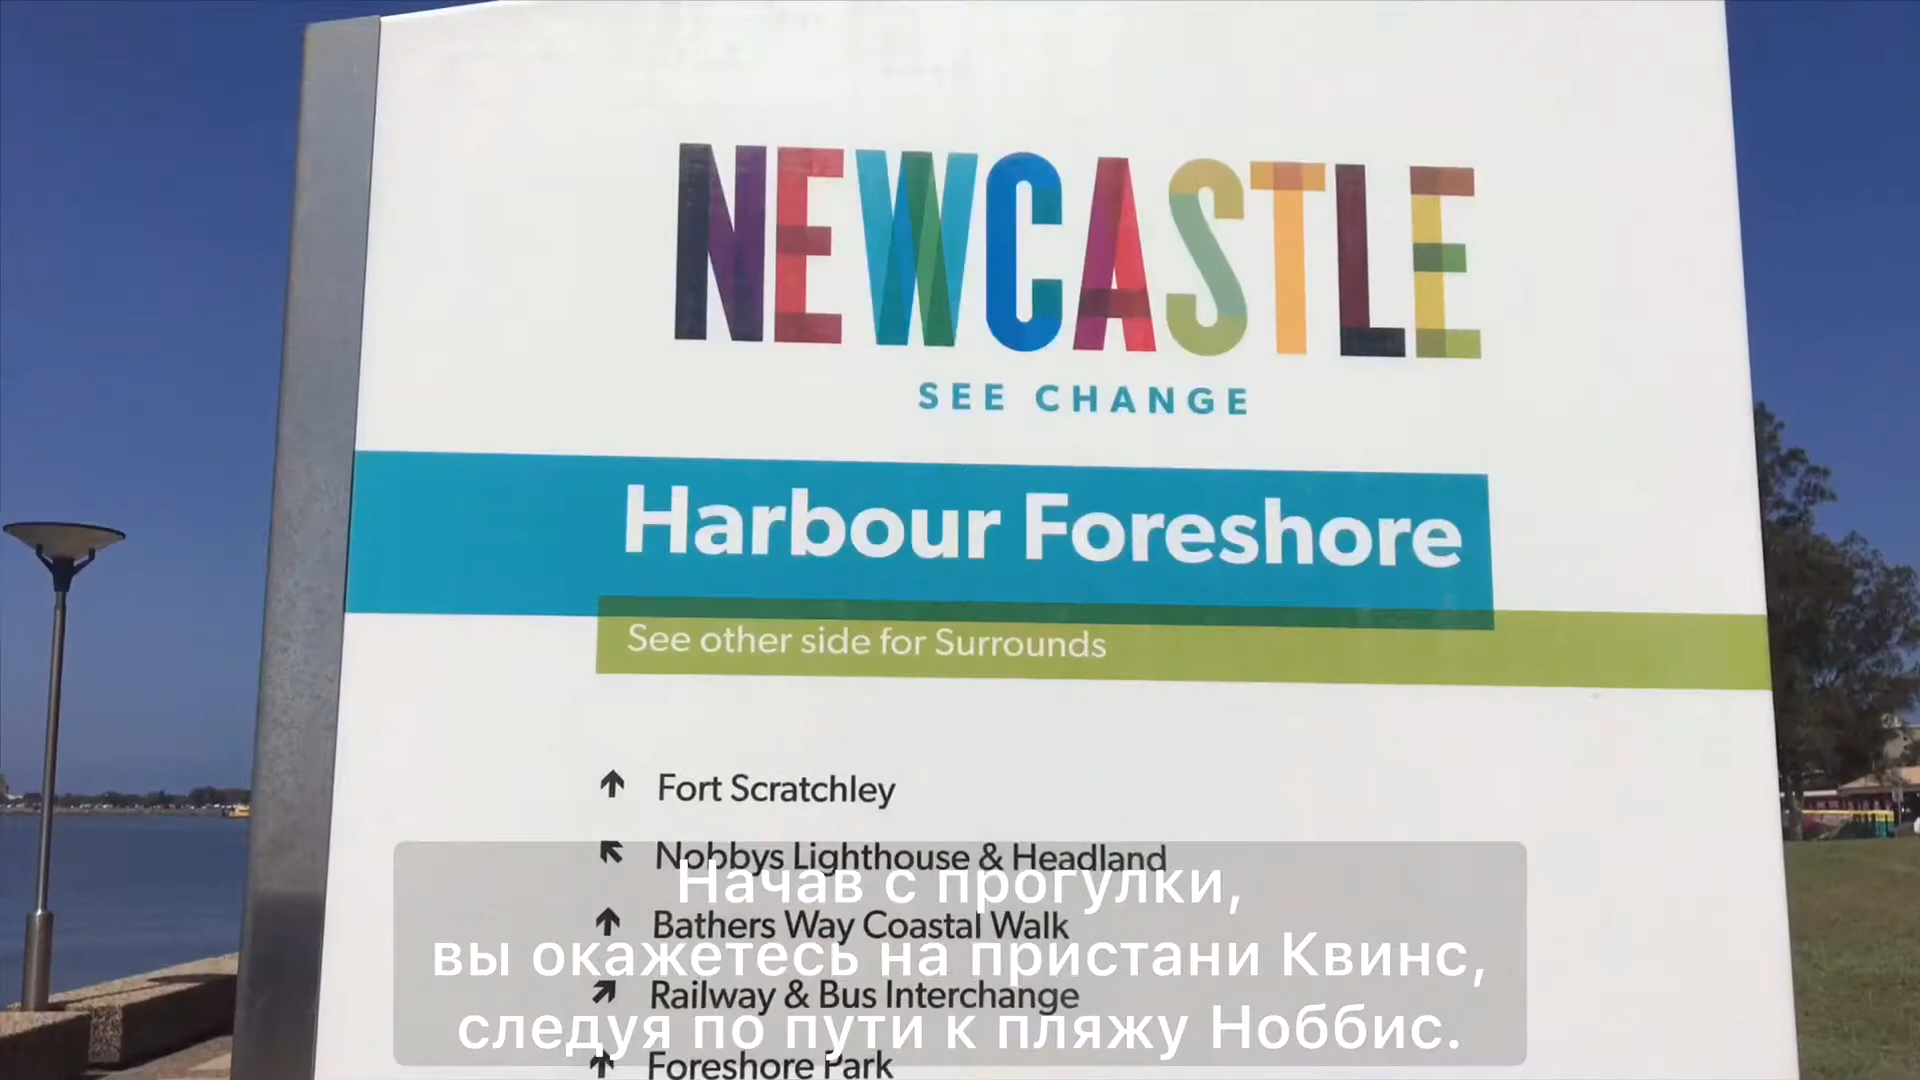 NEWCASTLE
SEE CHANGE
Harbour Foreshore
See other side for Surrounds
Fort Scratchley
Nobbys Lighthouse & Headland
Начав с прогулки,
Bathers Way Coastal Walk
вы окажетесь на пристани Квинс,
Railway & Bus Interchange
следуя по пути к пляжу Ноббис.
Foreshore Park